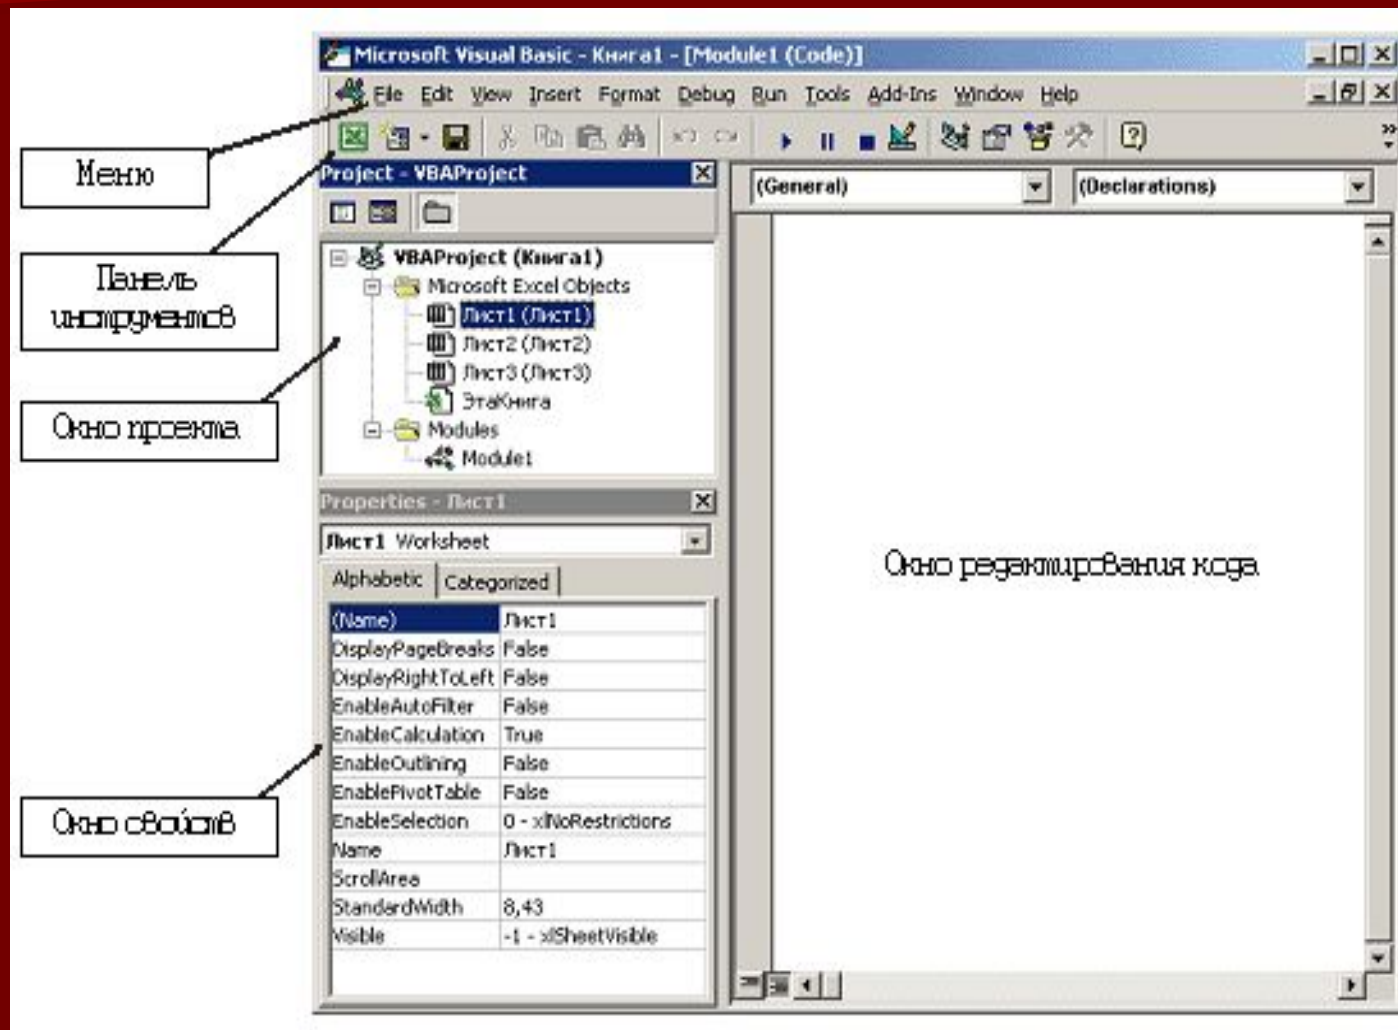 Microsoft Visual Basic - Книга1 - [Module1 (Code)]
File Edit View Insert Format Debug Run Tools Add-Ins Window Help
Меню
Панель
инструментов
Окно проекта
Окно свойств
Project - VBAProject
VBAProject (Книга1)
Microsoft Excel Objects
Лист1 (Лист1)
Лист2 (Лист2)
Лист3 (Лист3)
ЭтаКнига
Modules
Module1
Properties - Лист1
Лист1 Worksheet
Alphabetic Categorized
(Name) Лист1
DisplayPageBreaks False
DisplayRightToLeft False
EnableAutoFilter False
EnableCalculation True
EnableOutlining False
EnablePivotTable False
EnableSelection 0 - xlNoRestrictions
Name Лист1
ScrollArea
StandardWidth 8,43
Visible -1 - xlSheetVisible
(General) (Declarations)
Окно редактирования кода